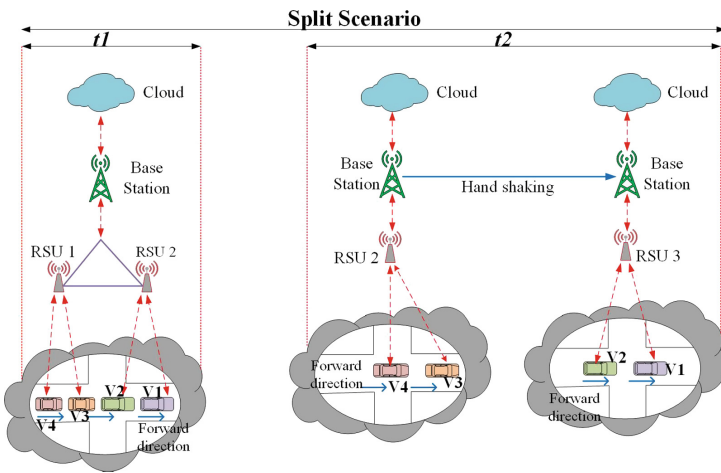 Split Scenario
t1
t2
Cloud
Cloud
Cloud
Base
Station
Base
Station
Hand shaking
Base
Station
RSU 1
RSU 2
RSU 2
RSU 3
V4
V3
V2
V1
Forward
direction
Forward
direction
V4
V3
V2
V1
Forward
direction